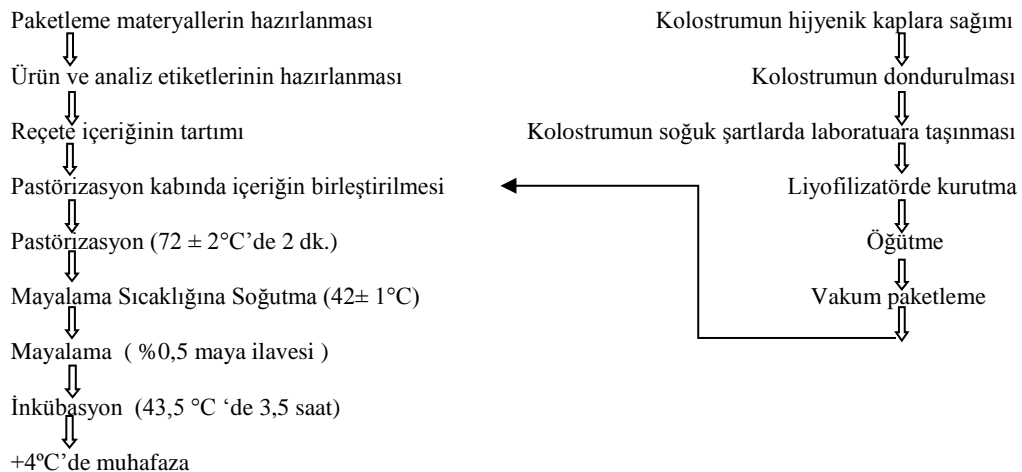 Paketleme materyallerin hazırlanması
Ürün ve analiz etiketlerinin hazırlanması
Reçete içeriğinin tartımı
Pastörizasyon kabında içeriğin birleştirilmesi
Pastörizasyon (72 ± 2°C’de 2 dk.)
Mayalama Sıcaklığına Soğutma (42± 1°C)
Mayalama ( %0,5 maya ilavesi )
İnkübasyon (43,5 °C ‘de 3,5 saat)
+4ºC’de muhafaza
Kolostrumun hijyenik kaplara sağımı
Kolostrumun dondurulması
Kolostrumun soğuk şartlarda laboratuara taşınması
Liyofilizatörde kurutma
Öğütme
Vakum paketleme